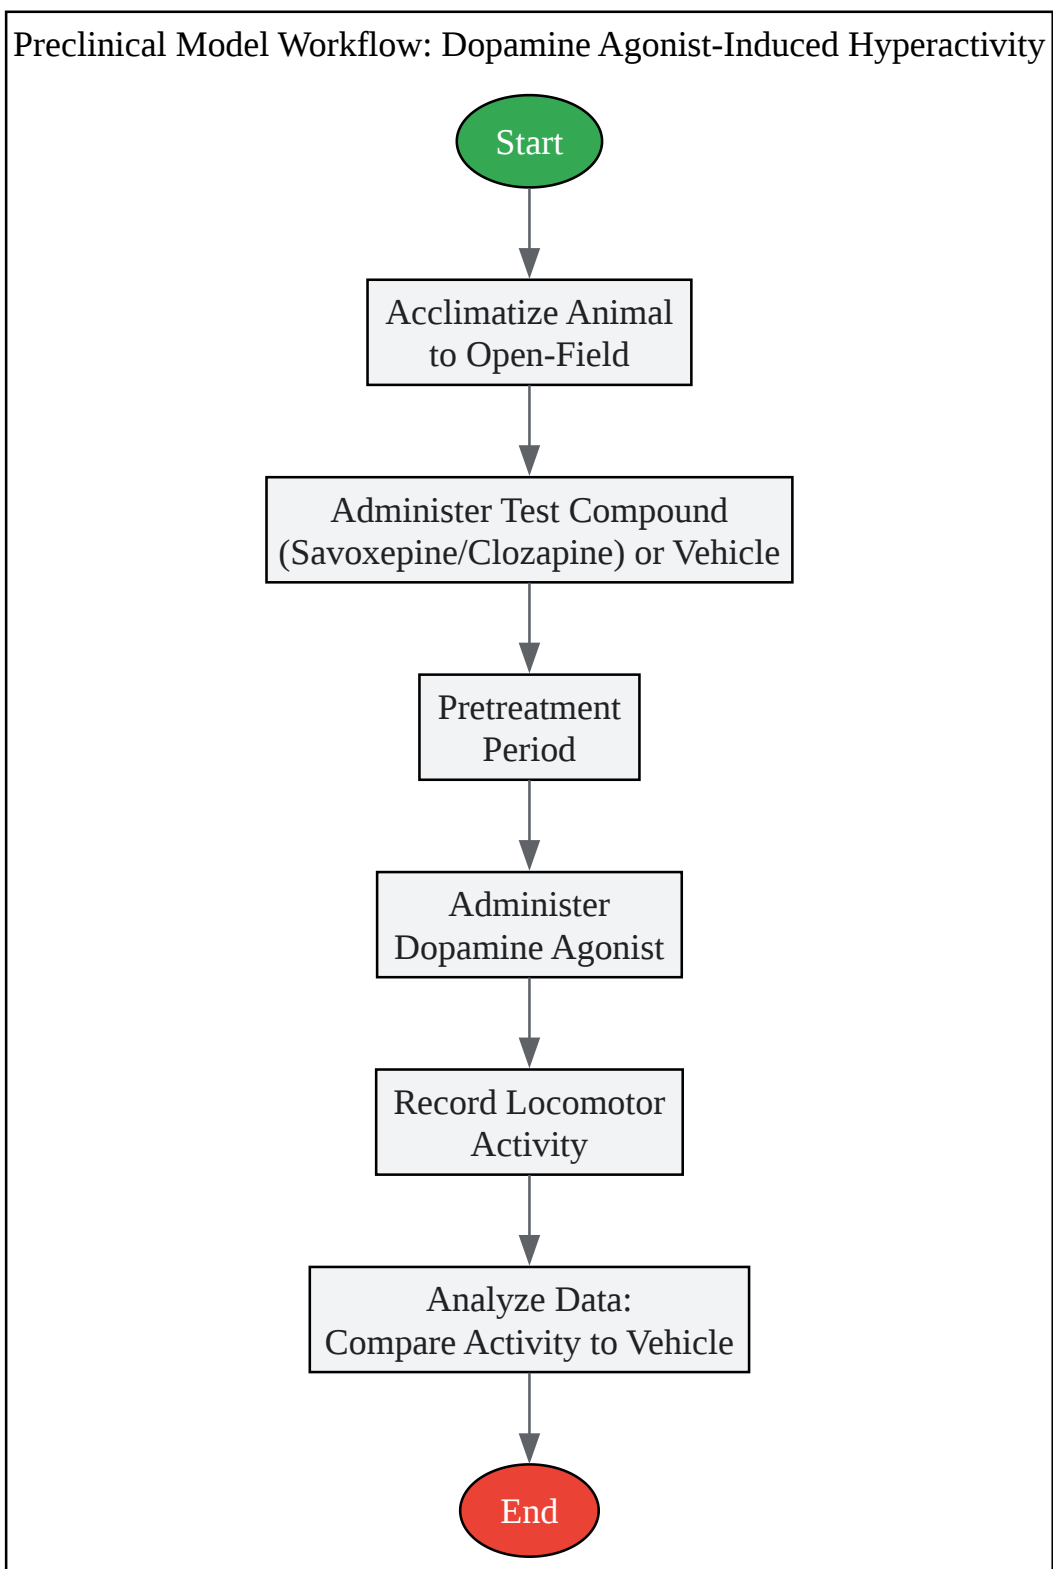 Preclinical Model Workflow: Dopamine Agonist-Induced Hyperactivity
Start
Acclimatize Animal
to Open-Field
Administer Test Compound
(Savoxepine/Clozapine) or Vehicle
Pretreatment
Period
Administer
Dopamine Agonist
Record Locomotor
Activity
Analyze Data:
Compare Activity to Vehicle
End